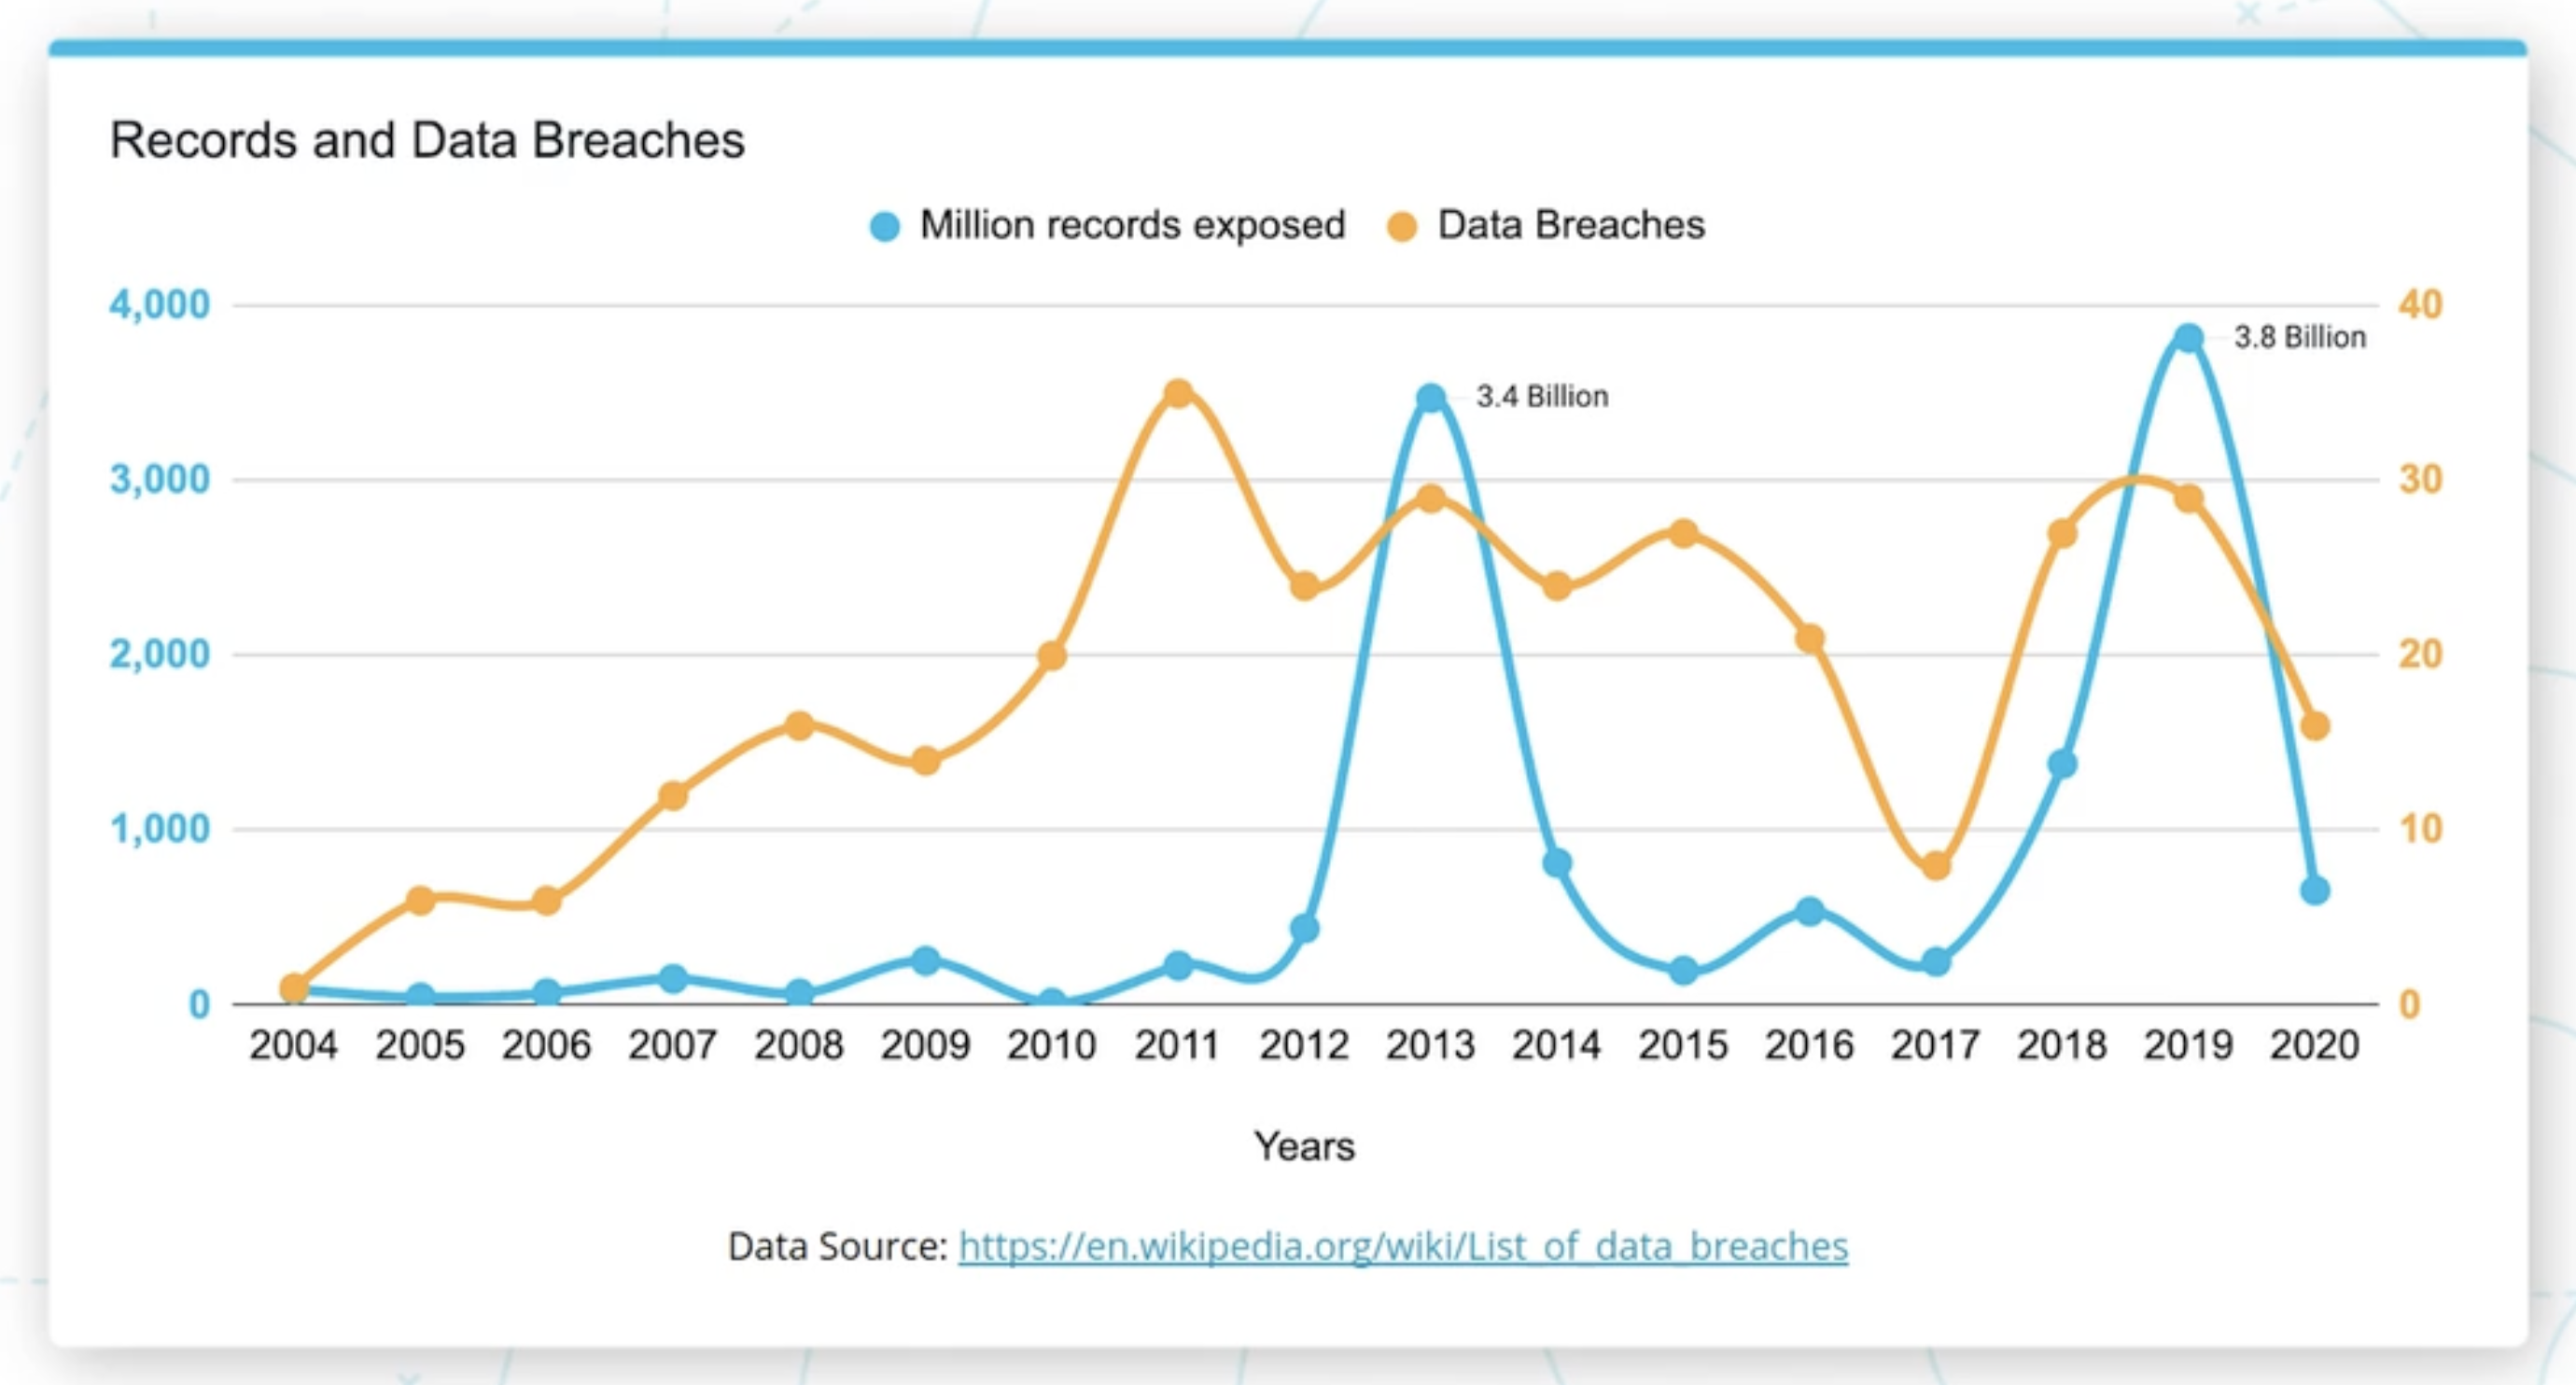 Records and Data Breaches
Million records exposed Data Breaches
4,000 40
3.8 Billion
3.4 Billion
3,000 30
2,000 20
1,000 10
0 0
2004 2005 2006 2007 2008 2009 2010 2011 2012 2013 2014 2015 2016 2017 2018 2019 2020
Years
Data Source: https://en.wikipedia.org/wiki/List_of_data_breaches